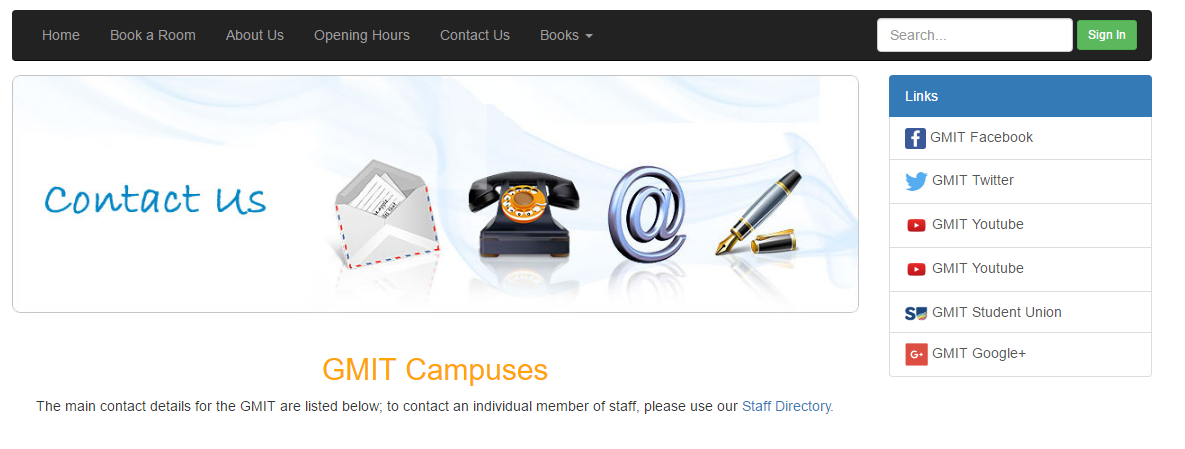 Home Book a Room About Us Opening Hours Contact Us Books Search... Sign In
Contact Us
Links
GMIT Facebook
GMIT Twitter
GMIT Youtube
GMIT Youtube
GMIT Student Union
GMIT Google+
GMIT Campuses
The main contact details for the GMIT are listed below; to contact an individual member of staff, please use our Staff Directory.